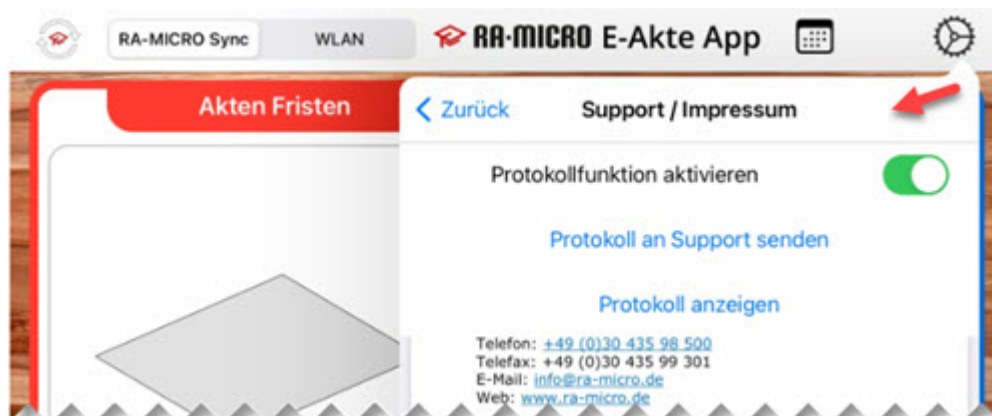 RA-MICRO Sync WLAN RA-MICRO E-Akte App
Akten Fristen
Zurück Support / Impressum
Protokollfunktion aktivieren
Protokoll an Support senden
Protokoll anzeigen
Telefon: +49 (0)30 435 98 500
Telefax: +49 (0)30 435 99 301
E-Mail: info@ra-micro.de
Web: www.ra-micro.de